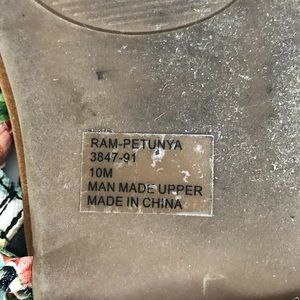 RAM-PETUNYA
3847-91
10M
MAN MADE UPPER
MADE IN CHINA